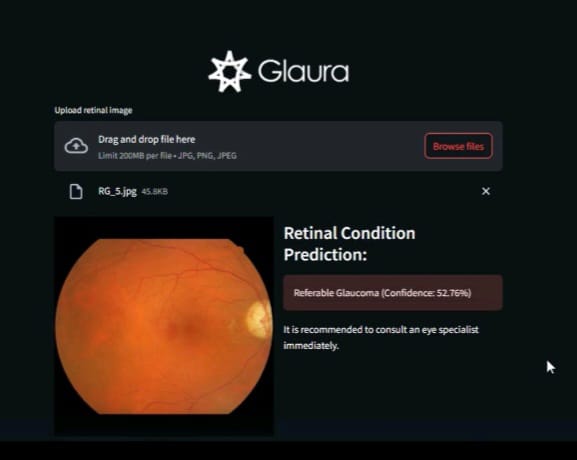 Glaura
Upload retinal image
Drag and drop file here
Limit 200MB per file • JPG, PNG, JPEG
Browse files
RG_5.jpg 45.8KB
Retinal Condition
Prediction:
Referable Glaucoma (Confidence: 52.76%)
It is recommended to consult an eye specialist
immediately.